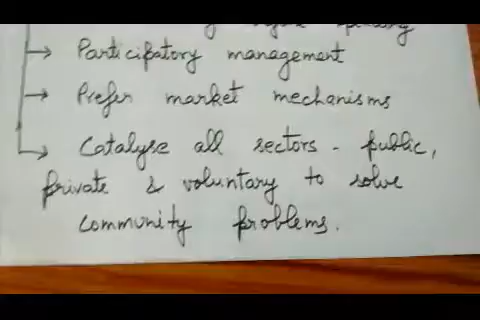 → Participatory management
→ Prefer market mechanisms
→ Catalyse all sectors - public,
private & voluntary to solve
community problems.